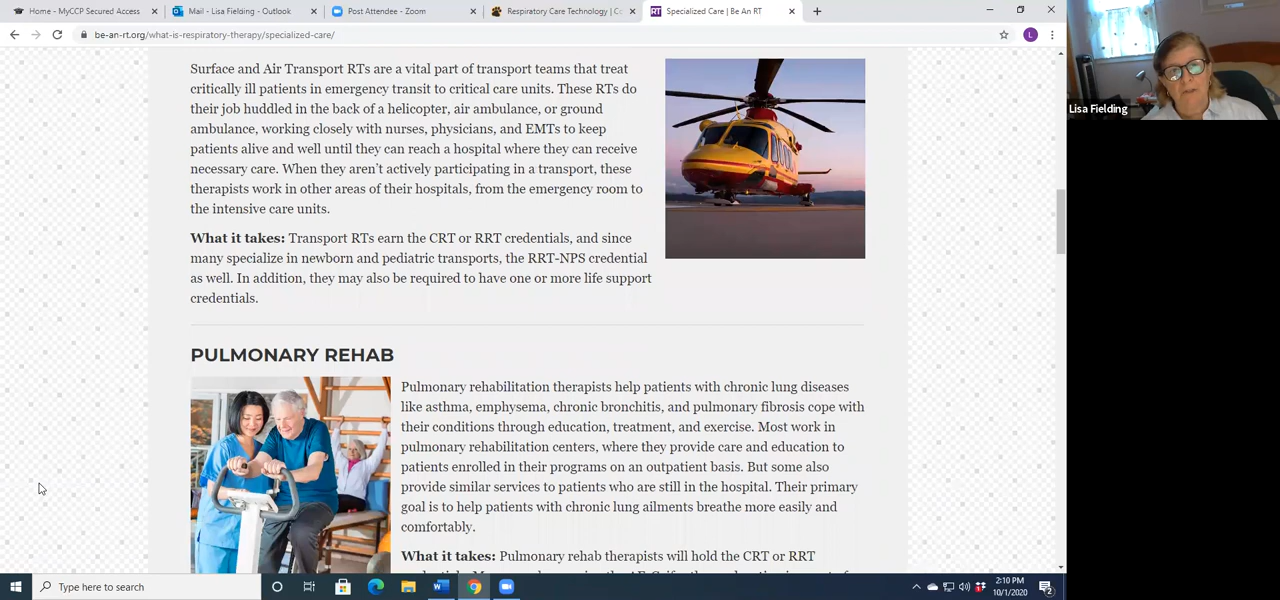 Home - MyCCP Secured Access
Mail - Lisa Fielding - Outlook
Post Attendee - Zoom
Respiratory Care Technology | Co
RT Specialized Care | Be An RT
be-an-rt.org/what-is-respiratory-therapy/specialized-care/
L
Lisa Fielding
Surface and Air Transport RTs are a vital part of transport teams that treat
critically ill patients in emergency transit to critical care units. These RTs do
their job huddled in the back of a helicopter, air ambulance, or ground
ambulance, working closely with nurses, physicians, and EMTs to keep
patients alive and well until they can reach a hospital where they can receive
necessary care. When they aren't actively participating in a transport, these
therapists work in other areas of their hospitals, from the emergency room to
the intensive care units.
What it takes: Transport RTs earn the CRT or RRT credentials, and since
many specialize in newborn and pediatric transports, the RRT-NPS credential
as well. In addition, they may also be required to have one or more life support
credentials.
PULMONARY REHAB
Pulmonary rehabilitation therapists help patients with chronic lung diseases
like asthma, emphysema, chronic bronchitis, and pulmonary fibrosis cope with
their conditions through education, treatment, and exercise. Most work in
pulmonary rehabilitation centers, where they provide care and education to
patients enrolled in their programs on an outpatient basis. But some also
provide similar services to patients who are still in the hospital. Their primary
goal is to help patients with chronic lung ailments breathe more easily and
comfortably.
What it takes: Pulmonary rehab therapists will hold the CRT or RRT
Type here to search
2:10 PM
10/1/2020
2